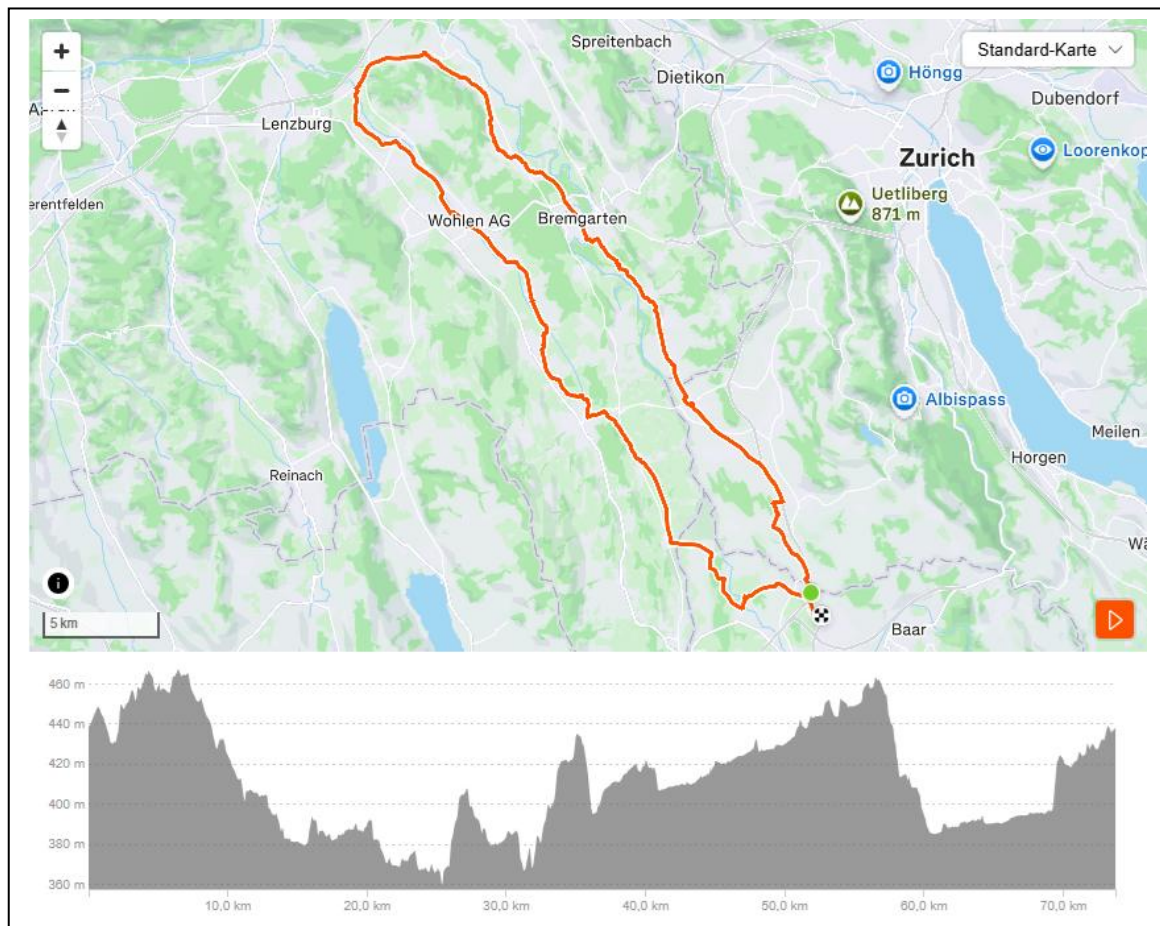 +
Spreitenbach
Standard-Karte
−
Dietikon
Höngg
Dubendorf
Lenzburg
Zurich
Loorenkop
Uetliberg
871 m
erentfelden
Wohlen AG
Bremgarten
Albispass
Meilen
Horgen
Reinach
Wä
i
5 km
Baar
460 m
440 m
420 m
400 m
380 m
360 m
10,0 km
20,0 km
30,0 km
40,0 km
50,0 km
60,0 km
70,0 km